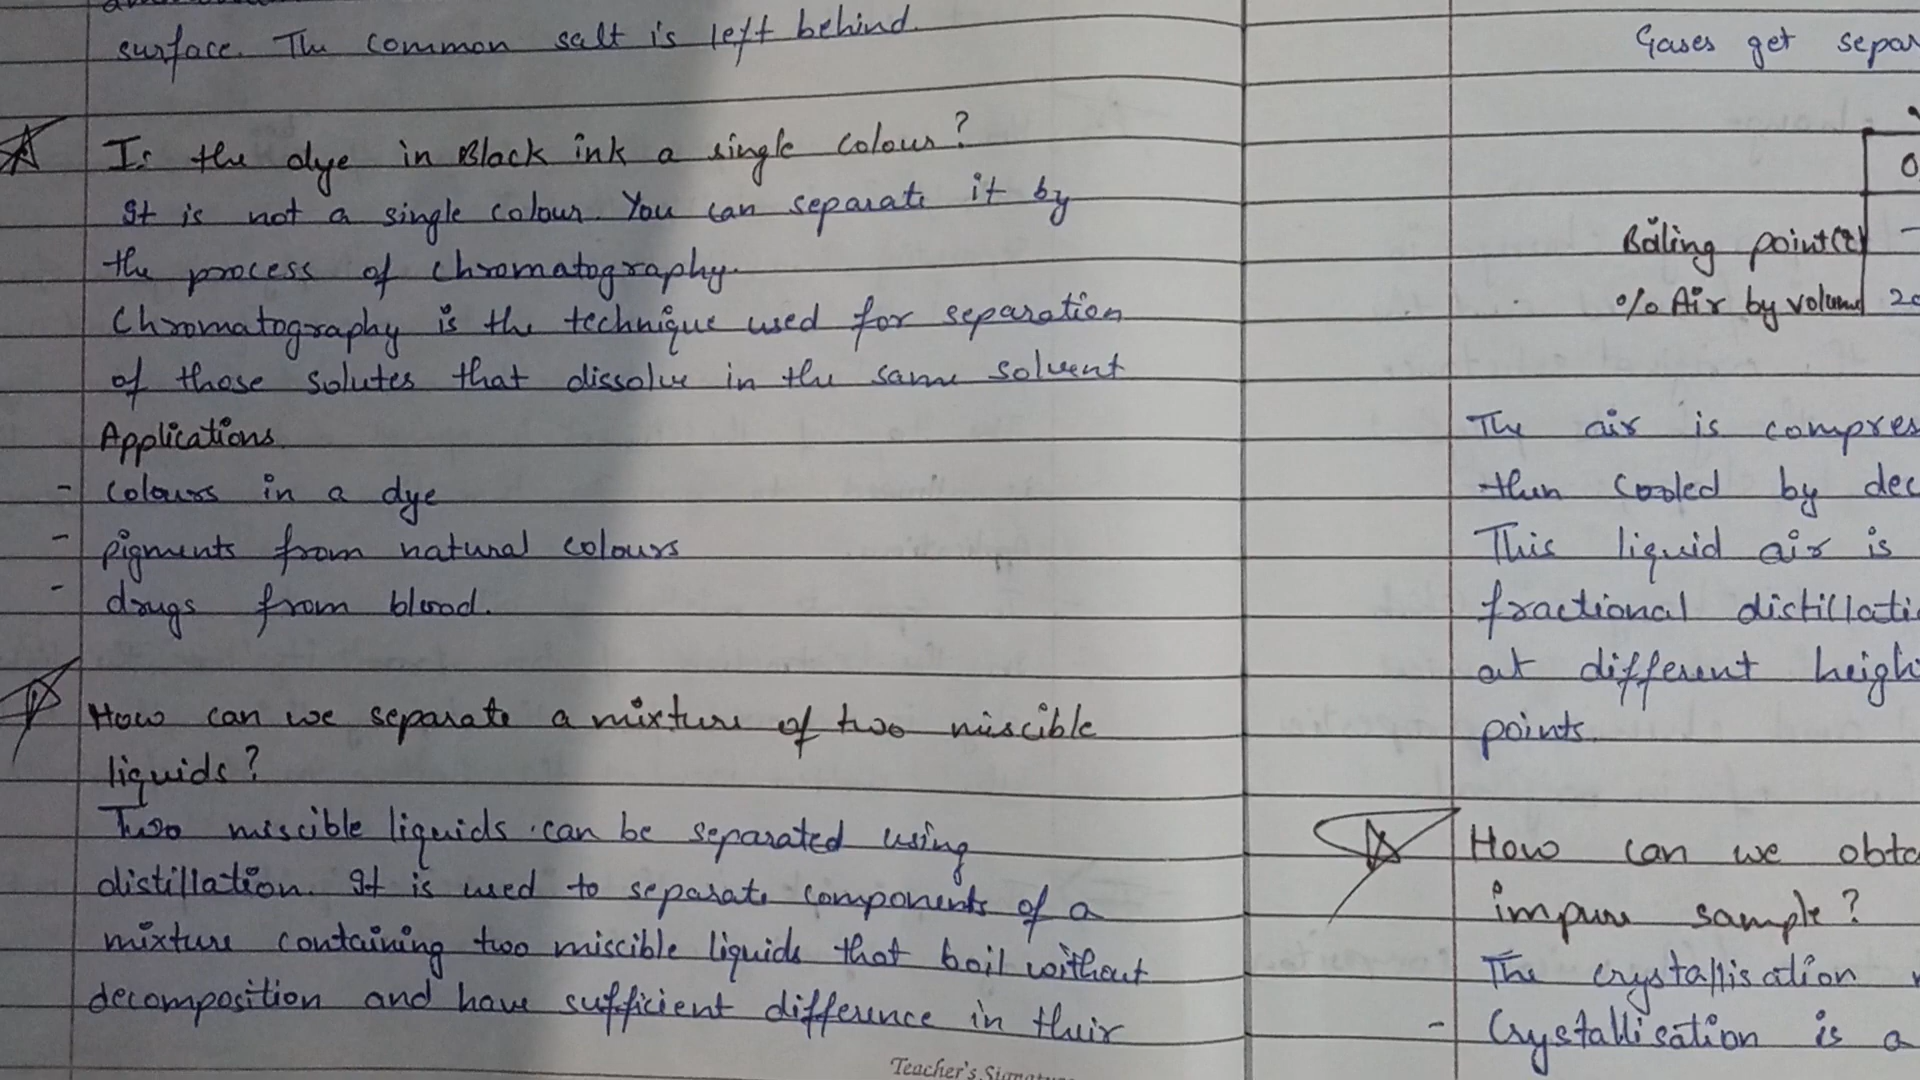 surface. The common salt is left behind.
Is the dye in Black ink a single colour?
It is not a single colour. You can separate it by
the process of chromatography.
Chromatography is the technique used for separation
of those solutes that dissolve in the same solvent
Applications
- colours in a dye
- pigments from natural colours
- drugs from blood.
How can we separate a mixture of two miscible
liquids?
Two miscible liquids can be separated using
distillation. It is used to separate components of a
mixture containing two miscible liquids that boil without
decomposition and have sufficient difference in their
Teacher's
Gases get separ
Boiling point
% Air by volume
The air is compres
then cooled by dec
This liquid air is
fractional distillati
at different heigh
points.
How can we obta
impure sample?
The crystallisation
- Crystallisation is a